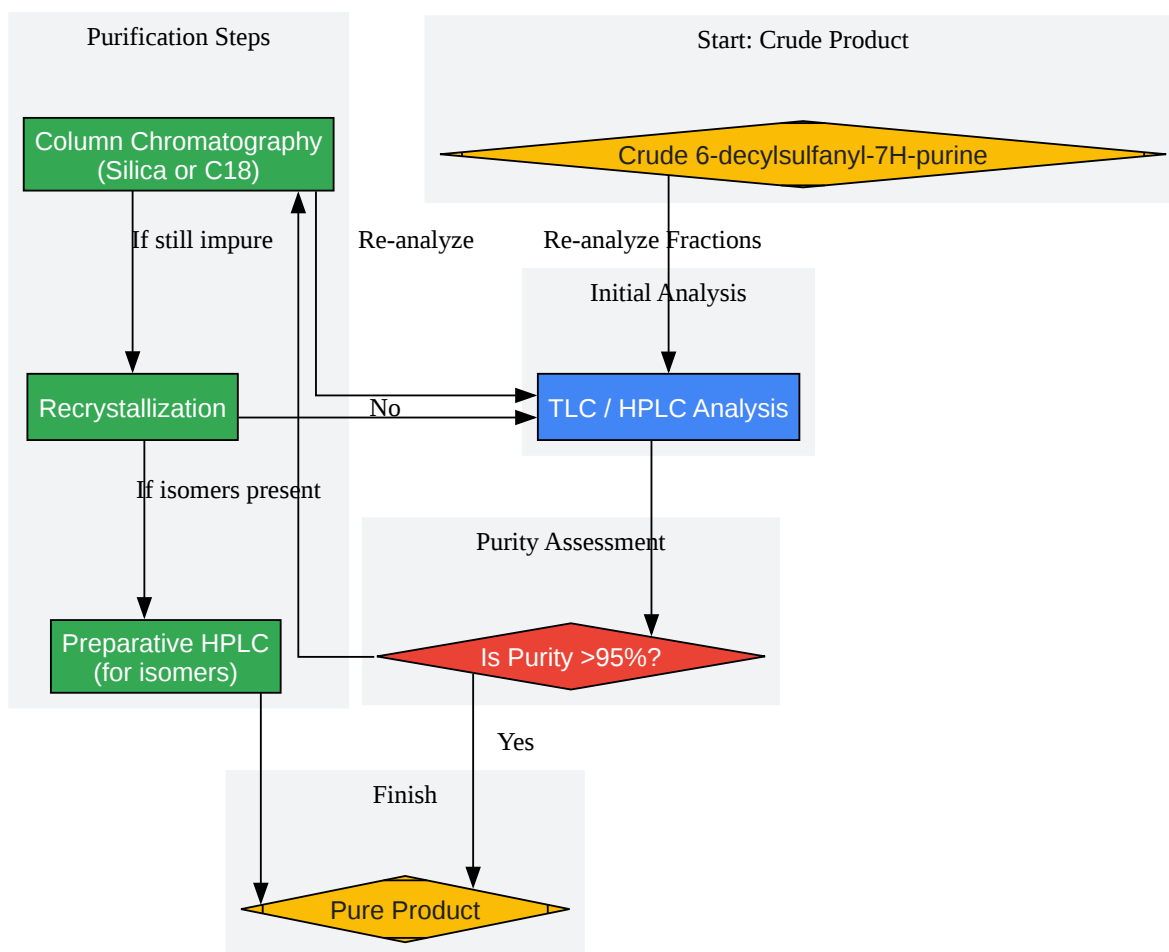 Purification Steps
Start: Crude Product
Column Chromatography
(Silica or C18)
Crude 6-decylsulfanyl-7H-purine
If still impure
Re-analyze
Re-analyze Fractions
Initial Analysis
Recrystallization
No
TLC / HPLC Analysis
If isomers present
Purity Assessment
Preparative HPLC
(for isomers)
Is Purity >95%?
Yes
Finish
Pure Product